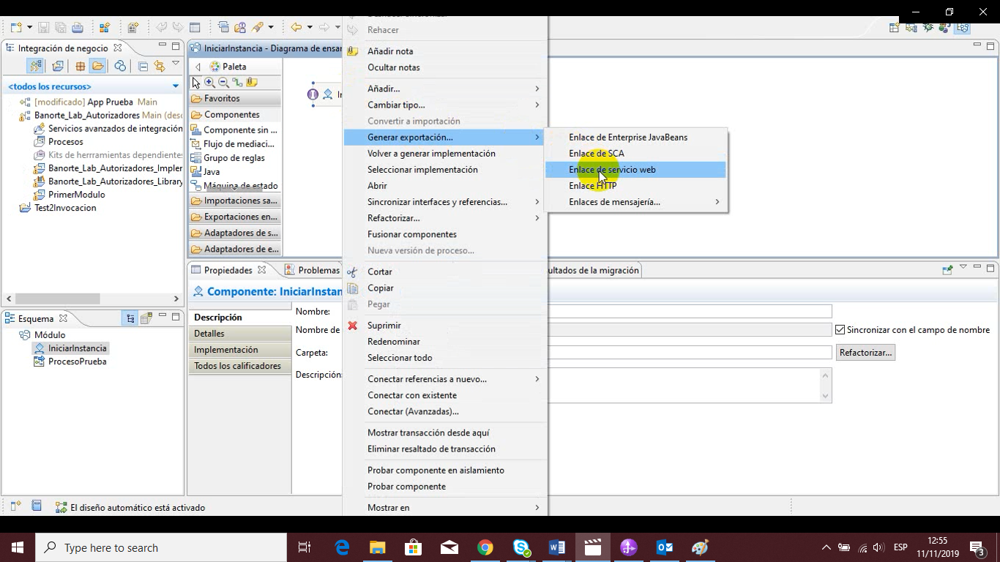 Rehacer
Añadir nota
Ocultar notas
Añadir...
Cambiar tipo...
Convertir a importación
Generar exportación...
Volver a generar implementación
Seleccionar implementación
Abrir
Sincronizar interfaces y referencias...
Refactorizar...
Fusionar componentes
Nueva versión de proceso...
Cortar
Copiar
Pegar
Suprimir
Redenominar
Seleccionar todo
Conectar referencias a nuevo...
Conectar con existente
Conectar (Avanzadas)...
Mostrar transacción desde aquí
Eliminar resaltado de transacción
Probar componente en aislamiento
Probar componente
Mostrar en
Enlace de Enterprise JavaBeans
Enlace de SCA
Enlace de servicio web
Enlace HTTP
Enlaces de mensajería...
Integración de negocio
<todos los recursos>
[modificado] App Prueba Main
Banorte_Lab_Autorizadores Main (desc
Servicios avanzados de integración
Procesos
Kits de herrramientas dependientes
Banorte_Lab_Autorizadores_Impler
Banorte_Lab_Autorizadores_Library
PrimerModulo
Test2Invocacion
Esquema
Módulo
IniciarInstancia
ProcesoPrueba
IniciarInstancia - Diagrama de ensar
Paleta
Favoritos
Componentes
Componente sin ...
Flujo de mediaci...
Grupo de reglas
Java
Máquina de estado
Importaciones sa...
Exportaciones en...
Adaptadores de s...
Adaptadores de e...
Propiedades
Problemas
ultados de la migración
Componente: IniciarInstan
Descripción
Detalles
Implementación
Todos los calificadores
Nombre:
Nombre de
Sincronizar con el campo de nombre
Carpeta:
Refactorizar...
Descripción:
El diseño automático está activado
Type here to search
ESP
12:55
11/11/2019
3